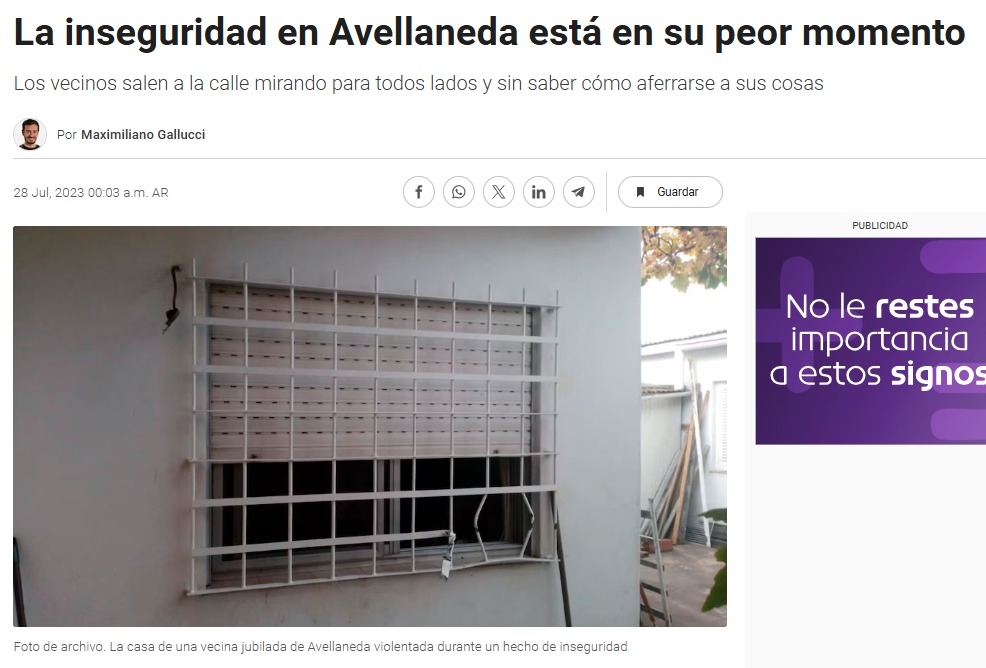 La inseguridad en Avellaneda está en su peor momento
Los vecinos salen a la calle mirando para todos lados y sin saber cómo aferrarse a sus cosas
Por Maximiliano Gallucci
28 Jul, 2023 00:03 a.m. AR
Guardar
PUBLICIDAD
No le restes
importancia
a estos signos
Foto de archivo. La casa de una vecina jubilada de Avellaneda violentada durante un hecho de inseguridad